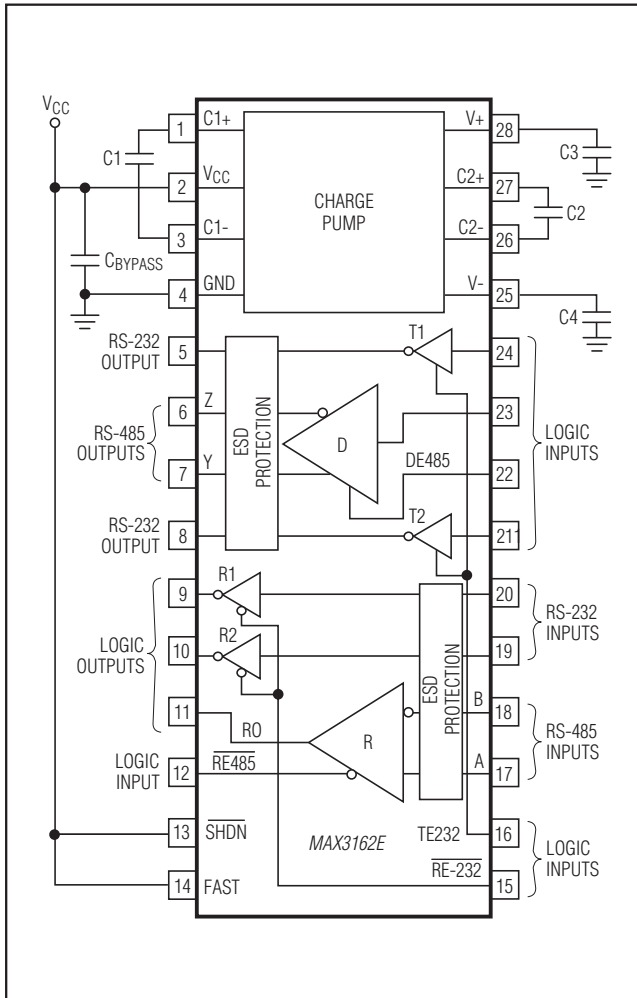 VCC
1 C1+
C1
2 VCC
3 C1-
CBYPASS
4 GND
CHARGE
PUMP
V+ 28
C3
C2+ 27
C2
C2- 26
V- 25
C4
RS-232
OUTPUT
5
T1
24
6 Z
23
RS-485
OUTPUTS
7 Y
ESD
PROTECTION
D
DE485
22
LOGIC
INPUTS
RS-232
OUTPUT
8
T2
211
9
R1
20
LOGIC
OUTPUTS
10
R2
19
RS-232
INPUTS
11
RO
R
ESD
PROTECTION
B 18
A 17
RS-485
INPUTS
LOGIC
INPUT
12 RE485
13 SHDN
MAX3162E
TE232 16
14 FAST
RE-232 15
LOGIC
INPUTS